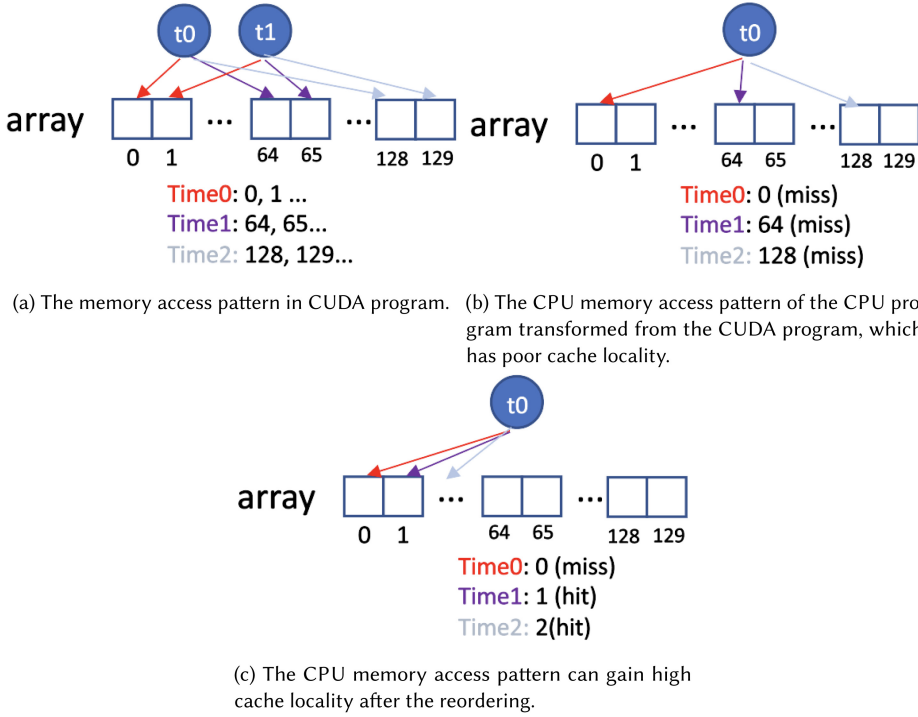 t0 t1
array
... ...
0 1 64 65 128 129
Time0: 0, 1 ...
Time1: 64, 65...
Time2: 128, 129...
(a) The memory access pattern in CUDA program.
t0
array
... ...
0 1 64 65 128 129
Time0: 0 (miss)
Time1: 64 (miss)
Time2: 128 (miss)
(b) The CPU memory access pattern of the CPU pro-
gram transformed from the CUDA program, which
has poor cache locality.
t0
array
... ...
0 1 64 65 128 129
Time0: 0 (miss)
Time1: 1 (hit)
Time2: 2(hit)
(c) The CPU memory access pattern can gain high
cache locality after the reordering.